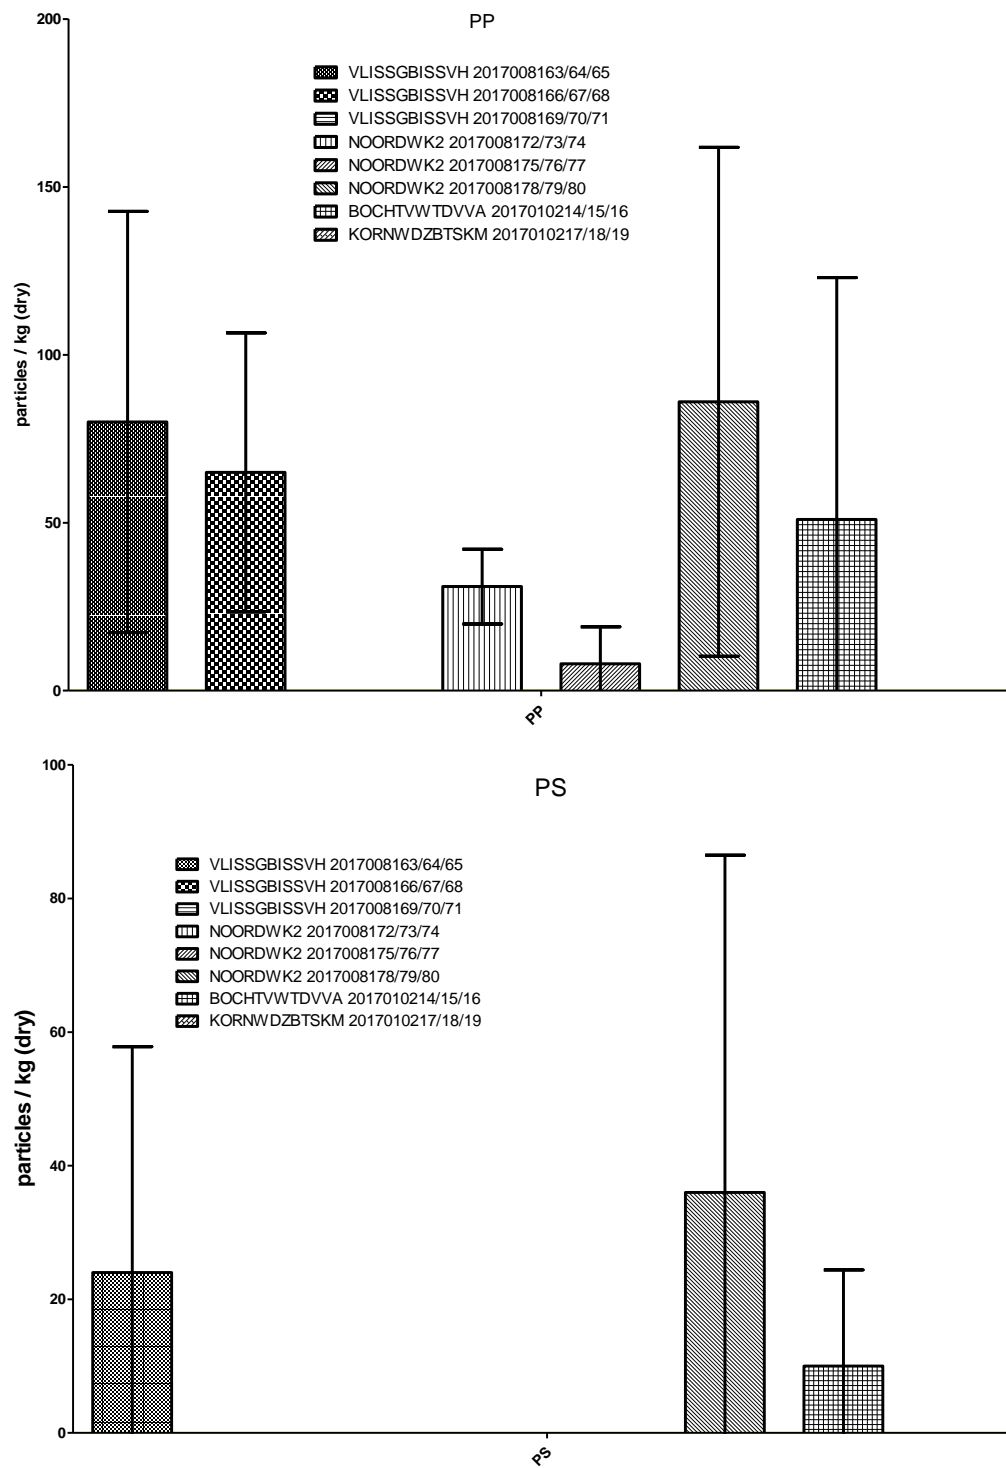 PP
200
150
100
50
0
particles / kg (dry)
VLISSGBISSVH 2017008163/64/65
VLISSGBISSVH 2017008166/67/68
VLISSGBISSVH 2017008169/70/71
NOORDWK2 2017008172/73/74
NOORDWK2 2017008175/76/77
NOORDWK2 2017008178/79/80
BOCHTVWTDVVA 2017010214/15/16
KORNWDZBTSKM 2017010217/18/19
PP
PS
100
80
60
40
20
0
particles / kg (dry)
VLISSGBISSVH 2017008163/64/65
VLISSGBISSVH 2017008166/67/68
VLISSGBISSVH 2017008169/70/71
NOORDWK2 2017008172/73/74
NOORDWK2 2017008175/76/77
NOORDWK2 2017008178/79/80
BOCHTVWTDVVA 2017010214/15/16
KORNWDZBTSKM 2017010217/18/19
PS